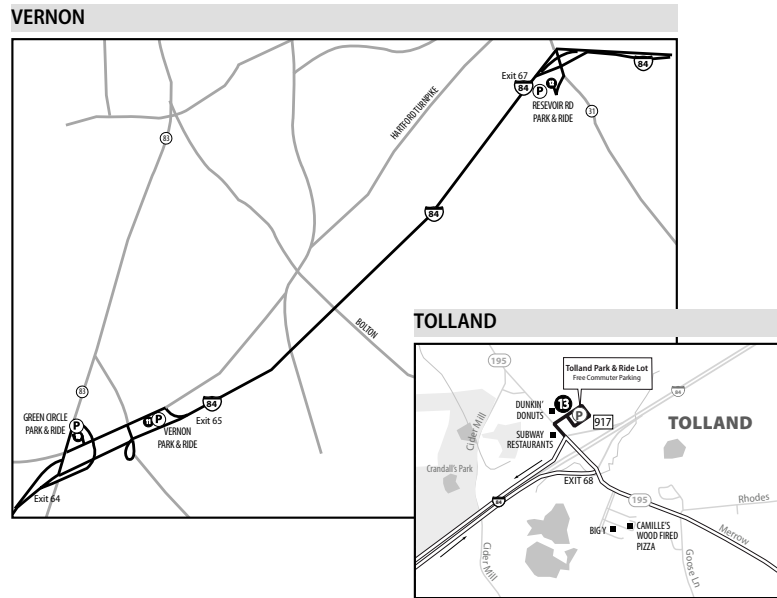 VERNON
84
Exit 67
84
P
11
RESEVOIR RD
PARK & RIDE
31
HARTFORD TURNPIKE
83
84
BOLTON
83
GREEN CIRCLE
PARK & RIDE
P
11
P
VERNON
PARK & RIDE
84
Exit 65
Exit 64
TOLLAND
195
Tolland Park & Ride Lot
Free Commuter Parking
84
Cider Mill
DUNKIN'
DONUTS
13
P
917
TOLLAND
SUBWAY
RESTAURANTS
Crandall's Park
EXIT 68
84
195
Rhodes
BIG Y
CAMILLE'S
WOOD FIRED
PIZZA
Merrow
Cider Mill
Goose Ln